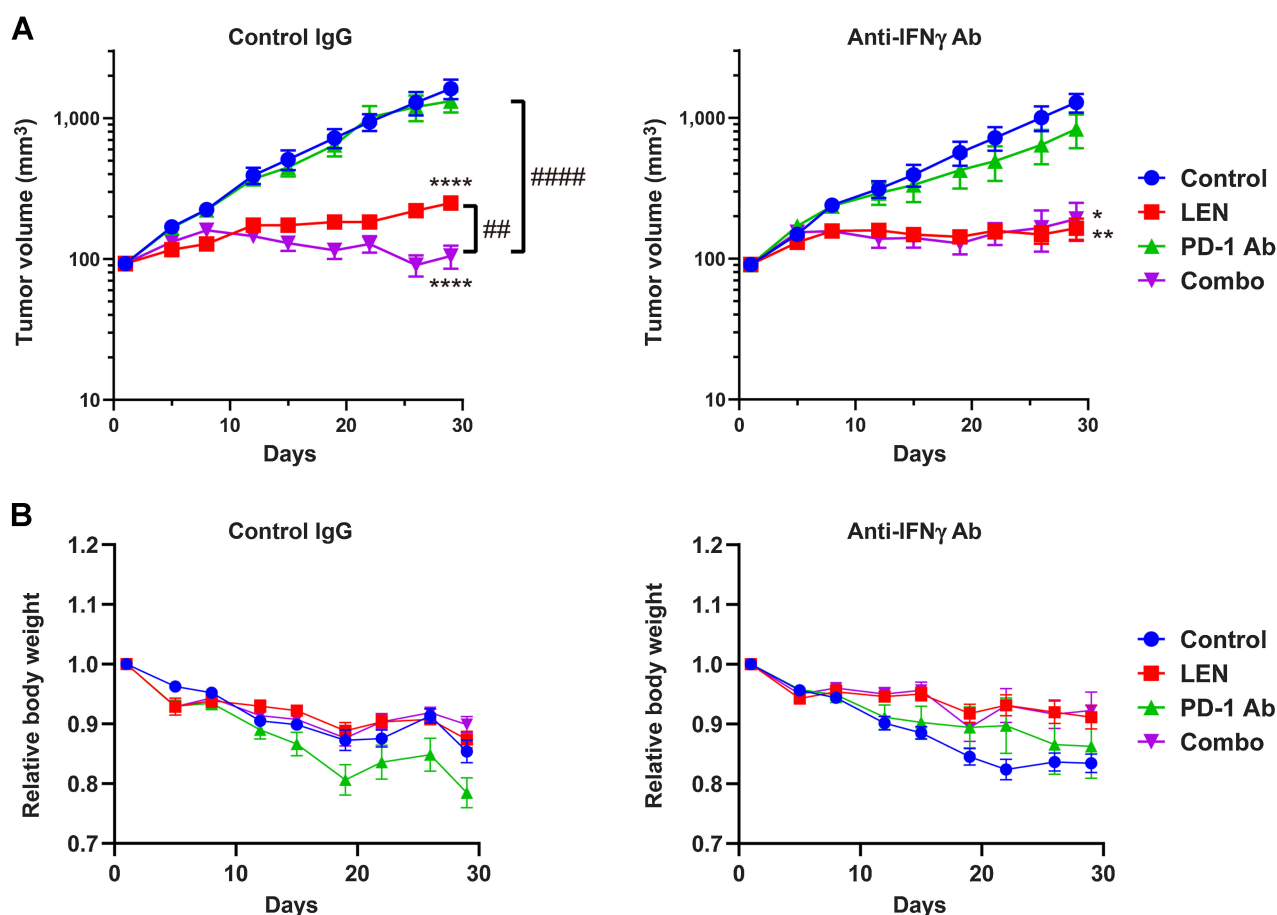 A
Control IgG
Tumor volume (mm³)
1,000
100
10
0
10
20
30
Days
****
##
####
****
Anti-IFNγ Ab
Tumor volume (mm³)
1,000
100
10
0
10
20
30
Days
*
**
Control
LEN
PD-1 Ab
Combo
B
Control IgG
Relative body weight
1.2
1.1
1.0
0.9
0.8
0.7
0
10
20
30
Days
Anti-IFNγ Ab
Relative body weight
1.2
1.1
1.0
0.9
0.8
0.7
0
10
20
30
Days
Control
LEN
PD-1 Ab
Combo